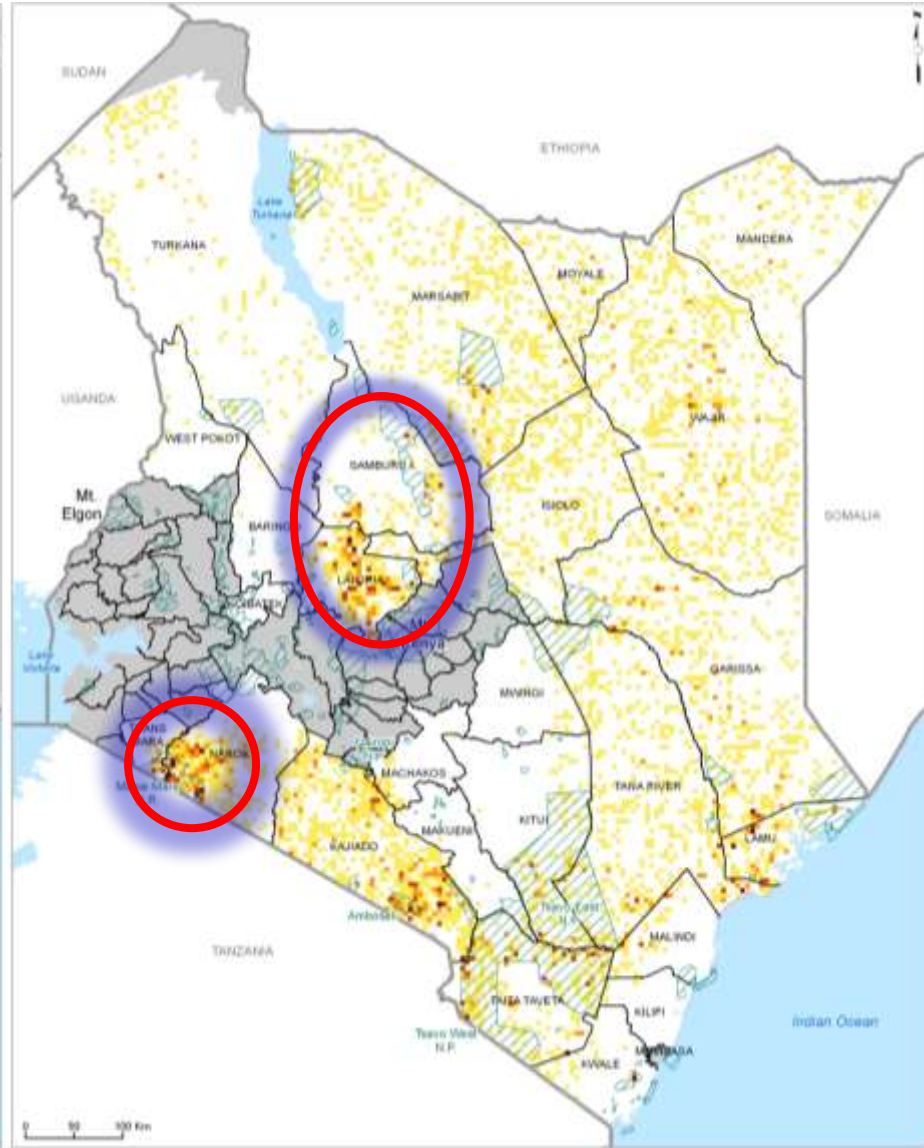 SUDAN
ETHIOPIA
Lake
Turkana
TURKANA
MANDERA
MOYALE
MARSABIT
UGANDA
WEST POKOT
WAJIR
SAMBURU
Mt.
Elgon
ISIOLO
SOMALIA
BARINGO
LAIKIPIA
Lake
Victoria
GARISSA
MWINGI
NAROK
MACHAKOS
TANA RIVER
KITUI
MAKUENI
LAMU
KAJIADO
Amboseli
Tsavo East
N.P.
MALINDI
TANZANIA
TAITA TAVETA
KILIFI
Indian Ocean
Tsavo West
N.P.
MOMBASA
KWALE
0 50 100 Km